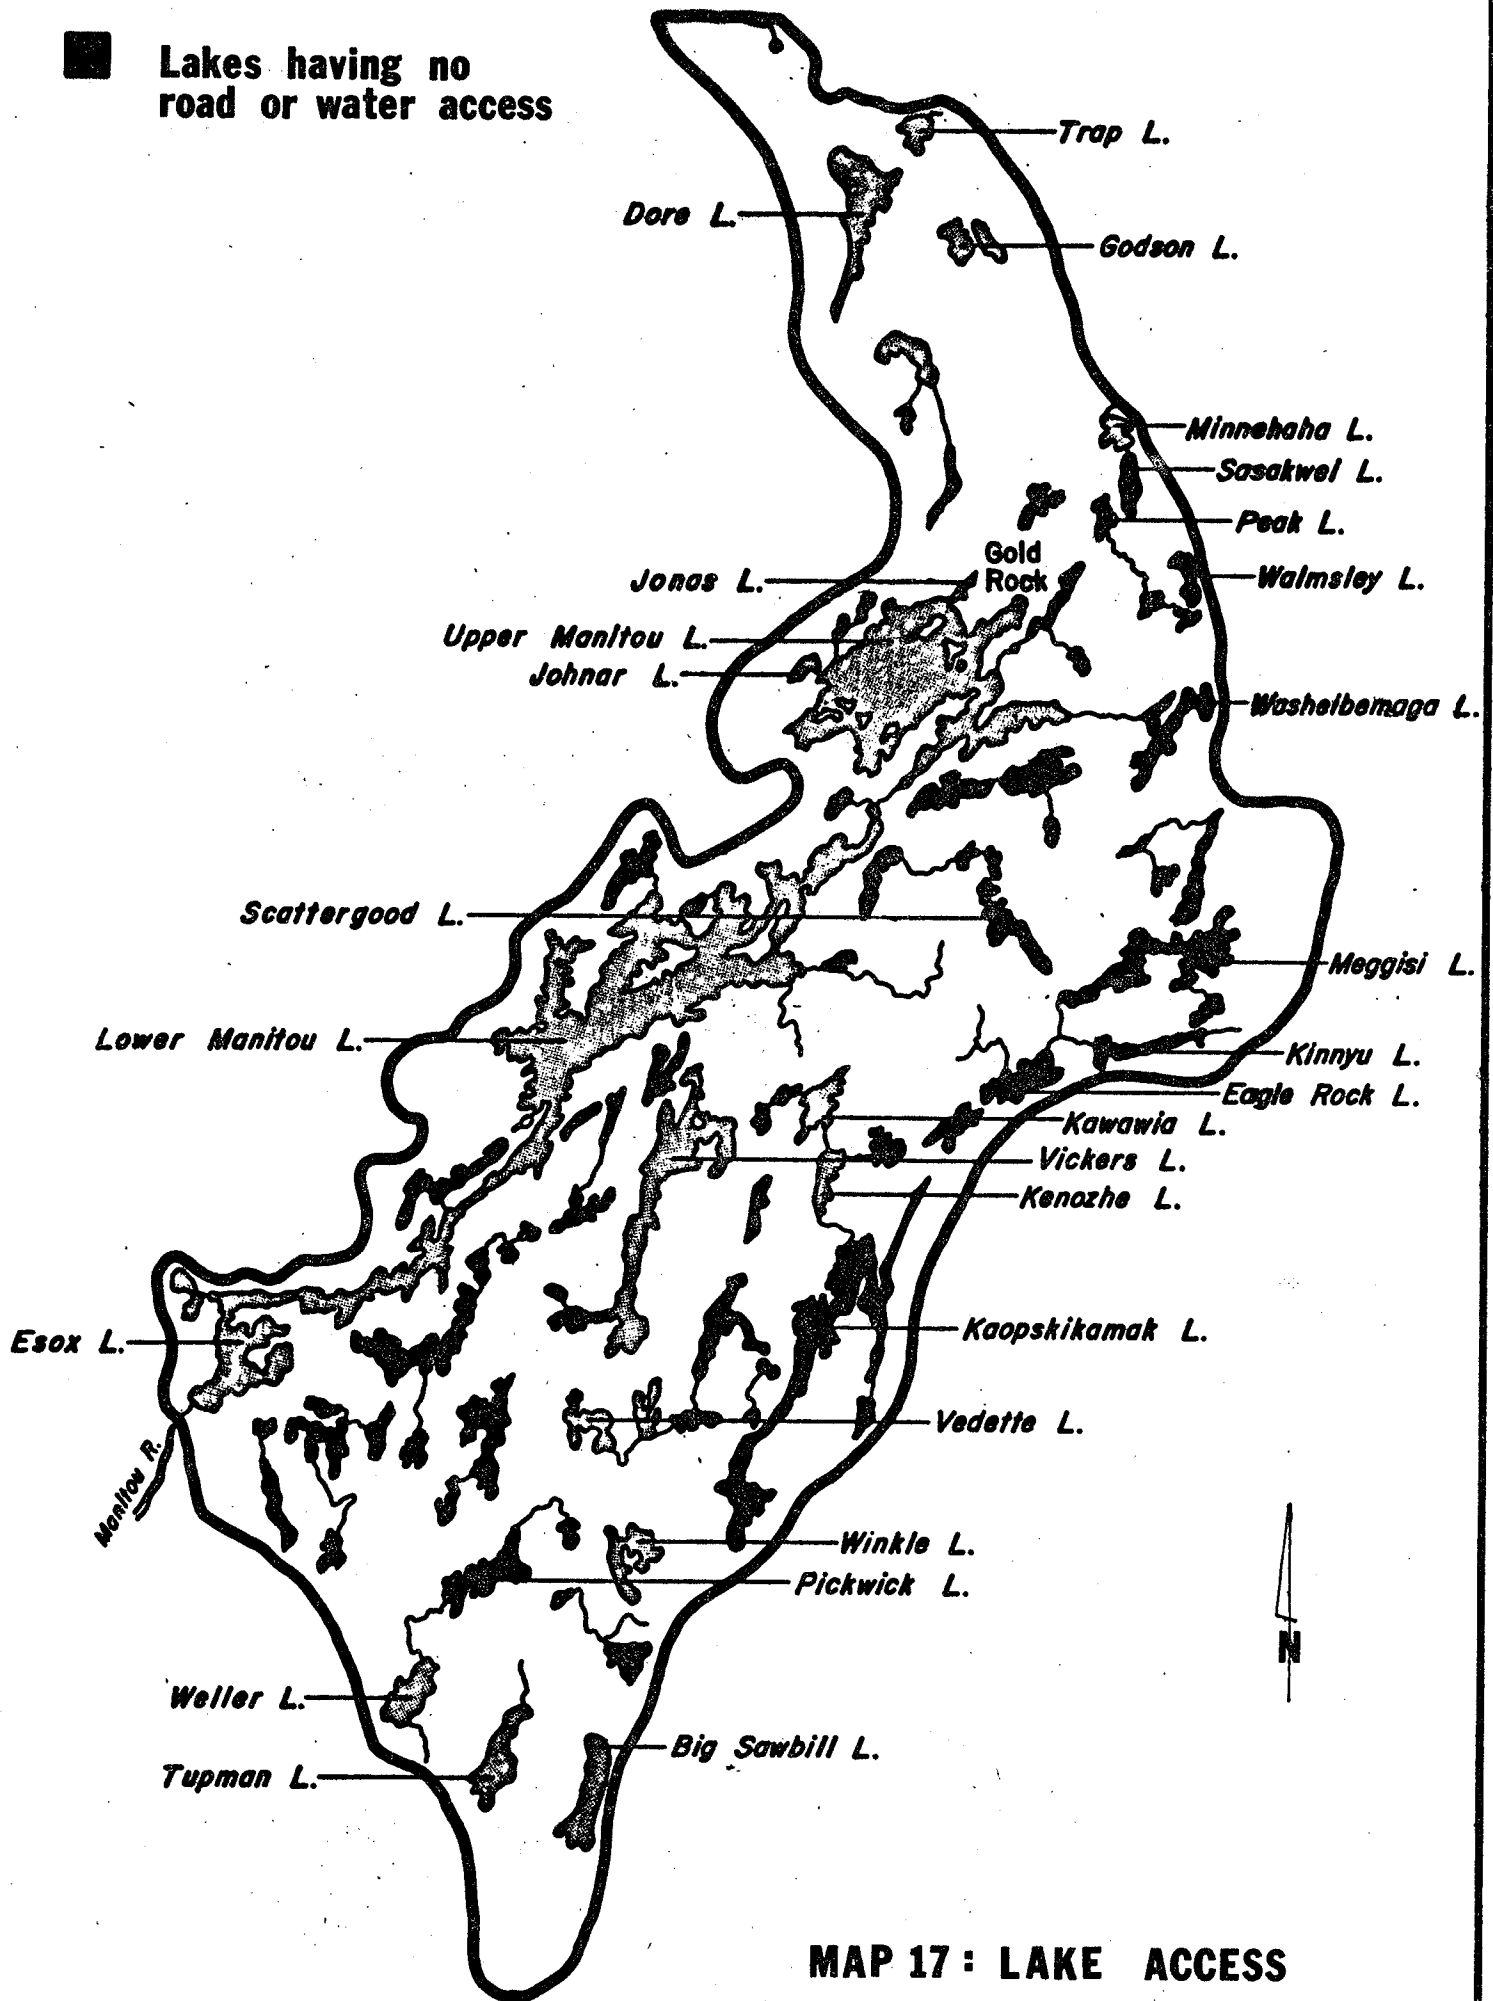 Lakes having no
road or water access
Trap L.
Dore L.
Godson L.
Minnehaha L.
Sasakwei L.
Peak L.
Gold
Rock
Jonas L.
Walmsley L.
Upper Manitou L.
Johnar L.
Washeibemaga L.
Scattergood L.
Meggisi L.
Lower Manitou L.
Kinnyu L.
Eagle Rock L.
Kawawia L.
Vickers L.
Kenozhe L.
Kaopskikamak L.
Esox L.
Vedette L.
Manitou R.
Winkle L.
Pickwick L.
N
Weller L.
Big Sawbill L.
Tupman L.
MAP 17: LAKE ACCESS